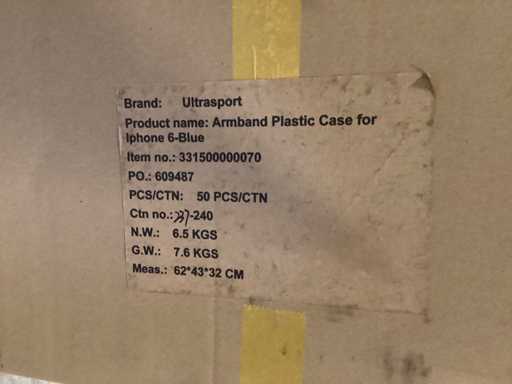 Brand: Ultrasport
Product name: Armband Plastic Case for
Iphone 6-Blue
Item no.: 331500000070
PO.: 609487
PCS/CTN: 50 PCS/CTN
Ctn no.: 237-240
N.W.: 6.5 KGS
G.W.: 7.6 KGS
Meas.: 62*43*32 CM